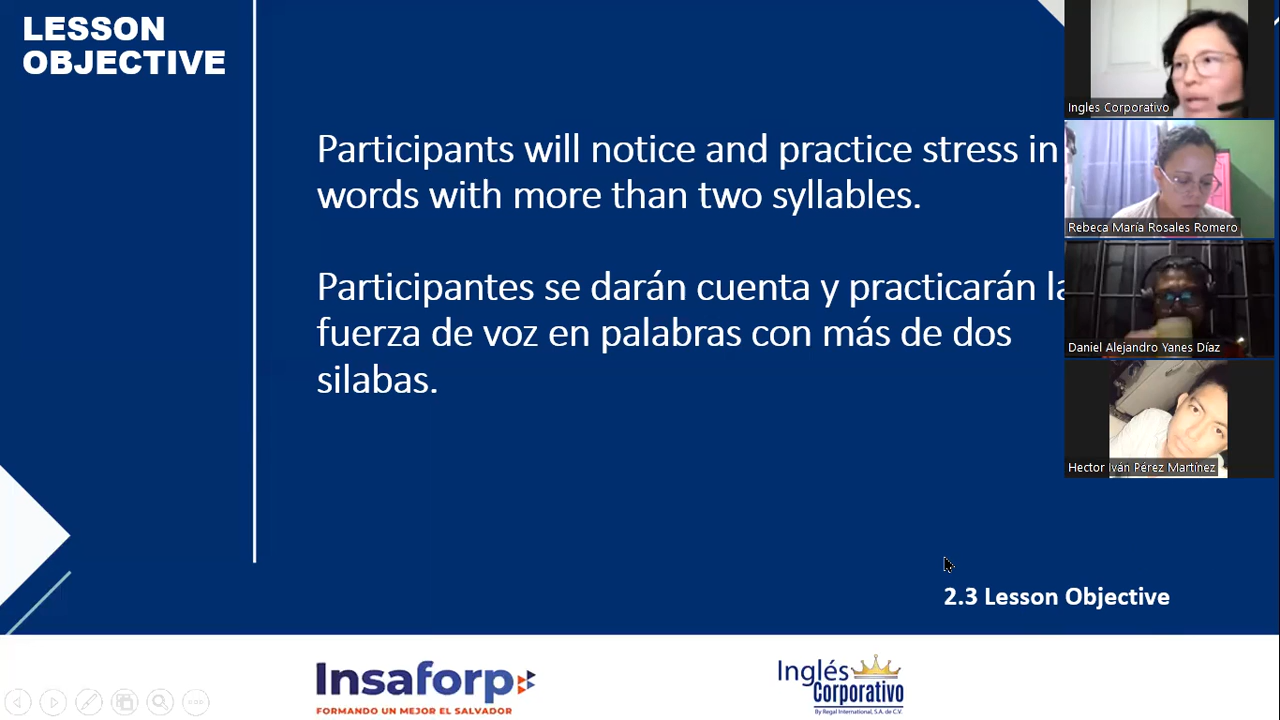 LESSON
OBJECTIVE
Participants will notice and practice stress in
words with more than two syllables.
Participantes se darán cuenta y practicarán la
fuerza de voz en palabras con más de dos
silabas.
2.3 Lesson Objective
Insaforp
FORMANDO UN MEJOR EL SALVADOR
Inglés
Corporativo
By Regal International, S.A. de C.V.
Ingles Corporativo
Rebeca María Rosales Romero
Daniel Alejandro Yanes Díaz
Hector Iván Pérez Martínez